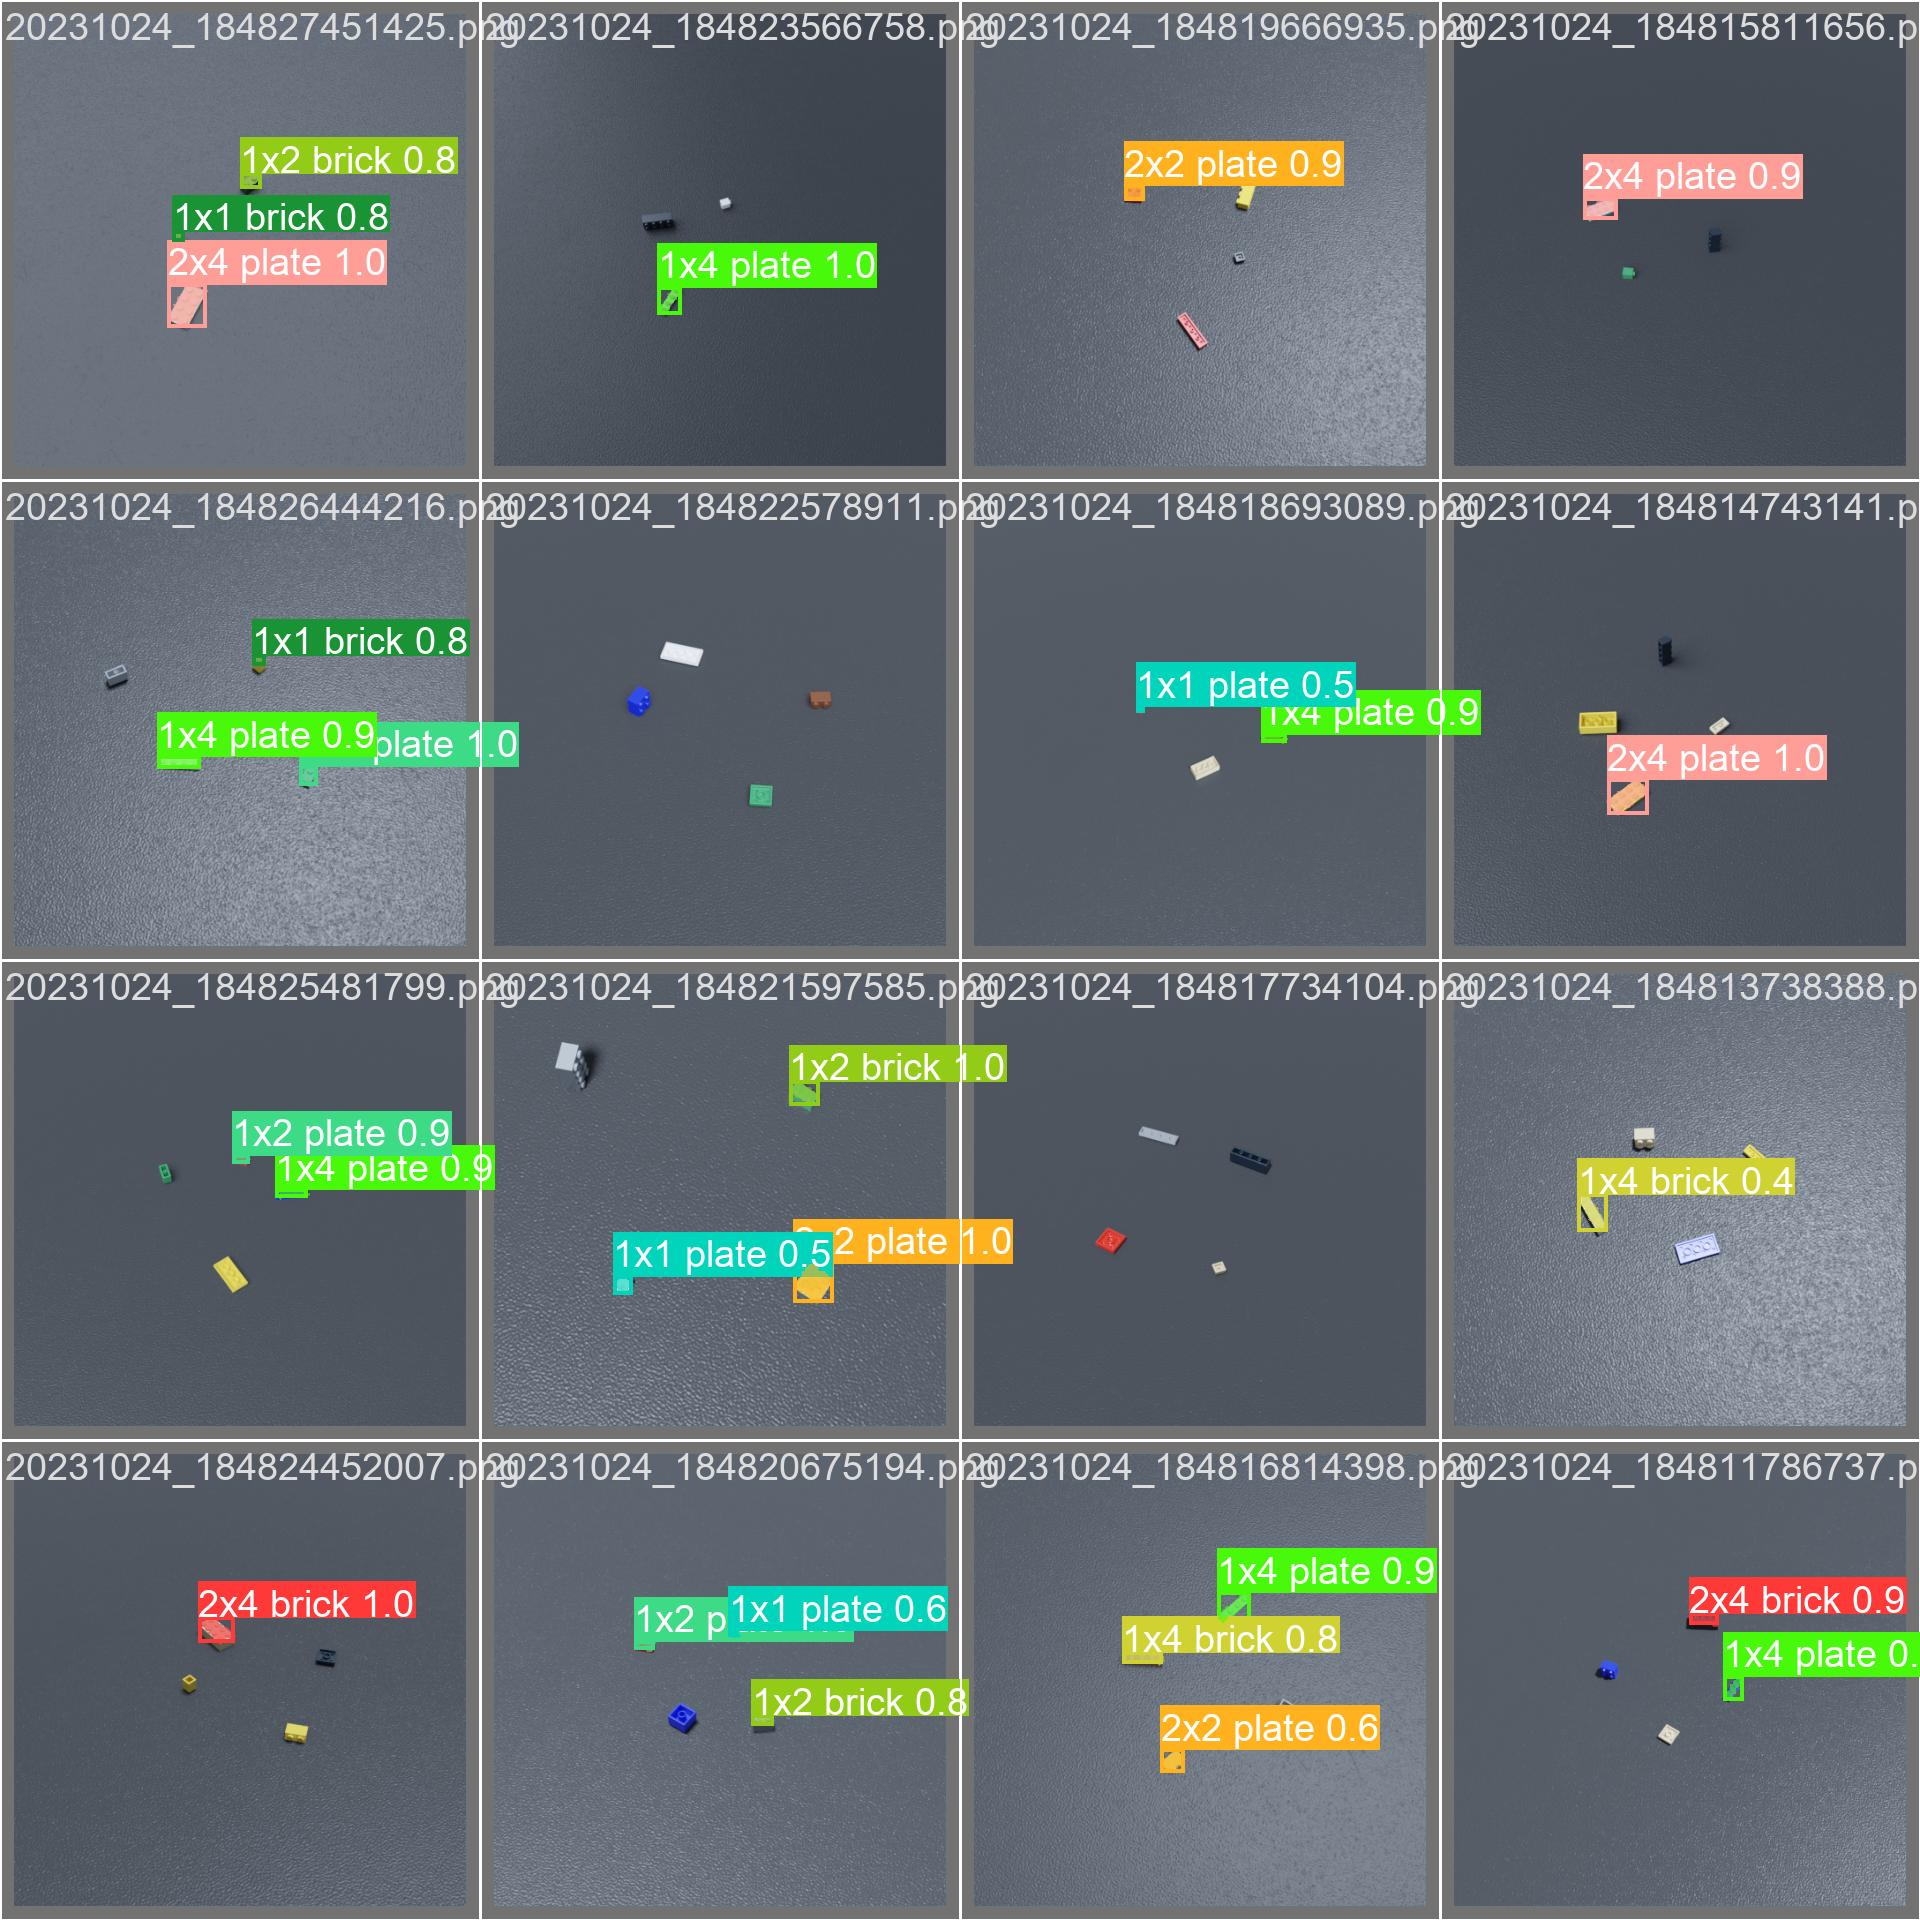 20231024_184827451425.png
1x2 brick 0.8
1x1 brick 0.8
2x4 plate 1.0
20231024_184823566758.png
1x4 plate 1.0
20231024_184819666935.png
2x2 plate 0.9
20231024_184815811656.p
2x4 plate 0.9
20231024_184826444216.png
1x1 brick 0.8
1x4 plate 0.9
plate 1.0
20231024_184822578911.png
20231024_184818693089.png
1x1 plate 0.5
1x4 plate 0.9
20231024_184814743141.p
2x4 plate 1.0
20231024_184825481799.png
1x2 plate 0.9
1x4 plate 0.9
20231024_184821597585.png
1x2 brick 1.0
2 plate 1.0
1x1 plate 0.5
20231024_184817734104.png
20231024_184813738388.p
1x4 brick 0.4
20231024_184824452007.png
2x4 brick 1.0
20231024_184820675194.png
1x2 p
1x1 plate 0.6
1x2 brick 0.8
20231024_184816814398.png
1x4 plate 0.9
1x4 brick 0.8
2x2 plate 0.6
20231024_184811786737.p
2x4 brick 0.9
1x4 plate 0.